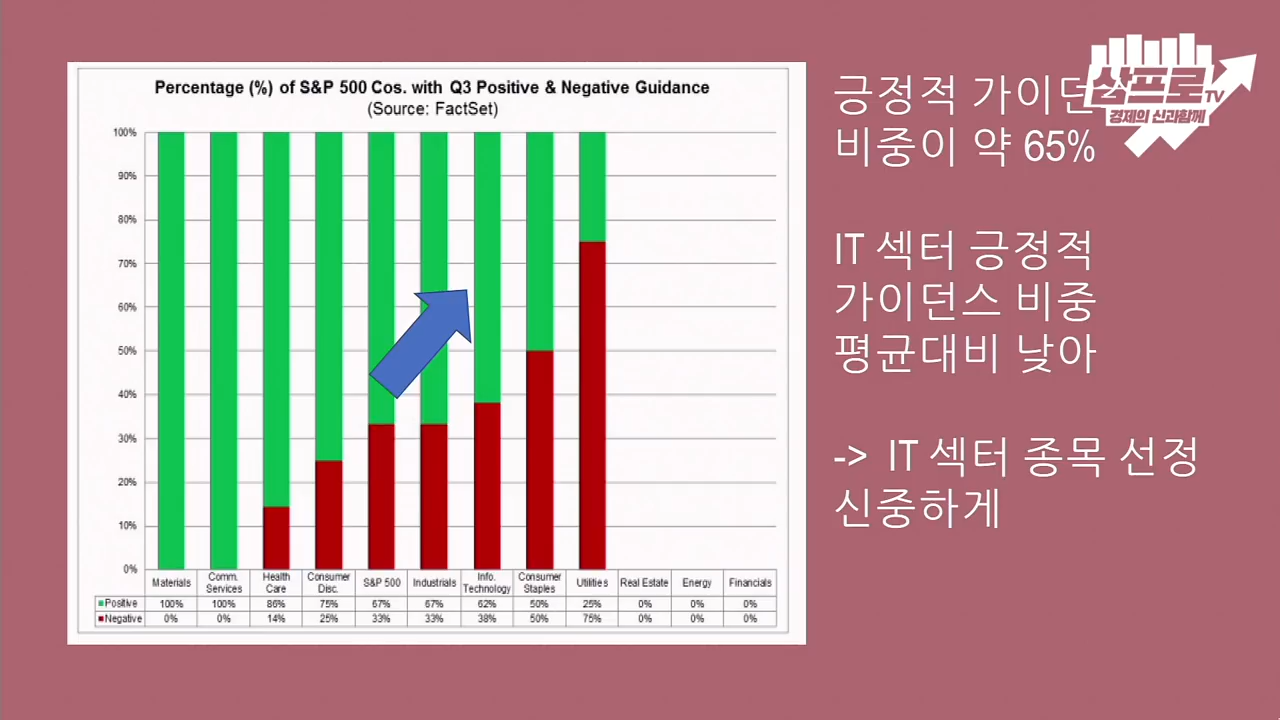 Percentage (%) of S&P 500 Cos. with Q3 Positive & Negative Guidance
(Source: FactSet)
100%
90%
80%
70%
60%
50%
40%
30%
20%
10%
0%
Materials Comm. Services Health Care Consumer Disc. S&P 500 Industrials Info. Technology Consumer Staples Utilities Real Estate Energy Financials
Positive 100% 100% 86% 75% 67% 67% 62% 50% 25% 0% 0% 0%
Negative 0% 0% 14% 25% 33% 33% 38% 50% 75% 0% 0% 0%
긍정적
비중이 약 65%
IT 섹터 긍정적
가이던스 비중
평균대비 낮아
-> IT 섹터 종목 선정
신중하게
삼프로TV
경제의 신과함께